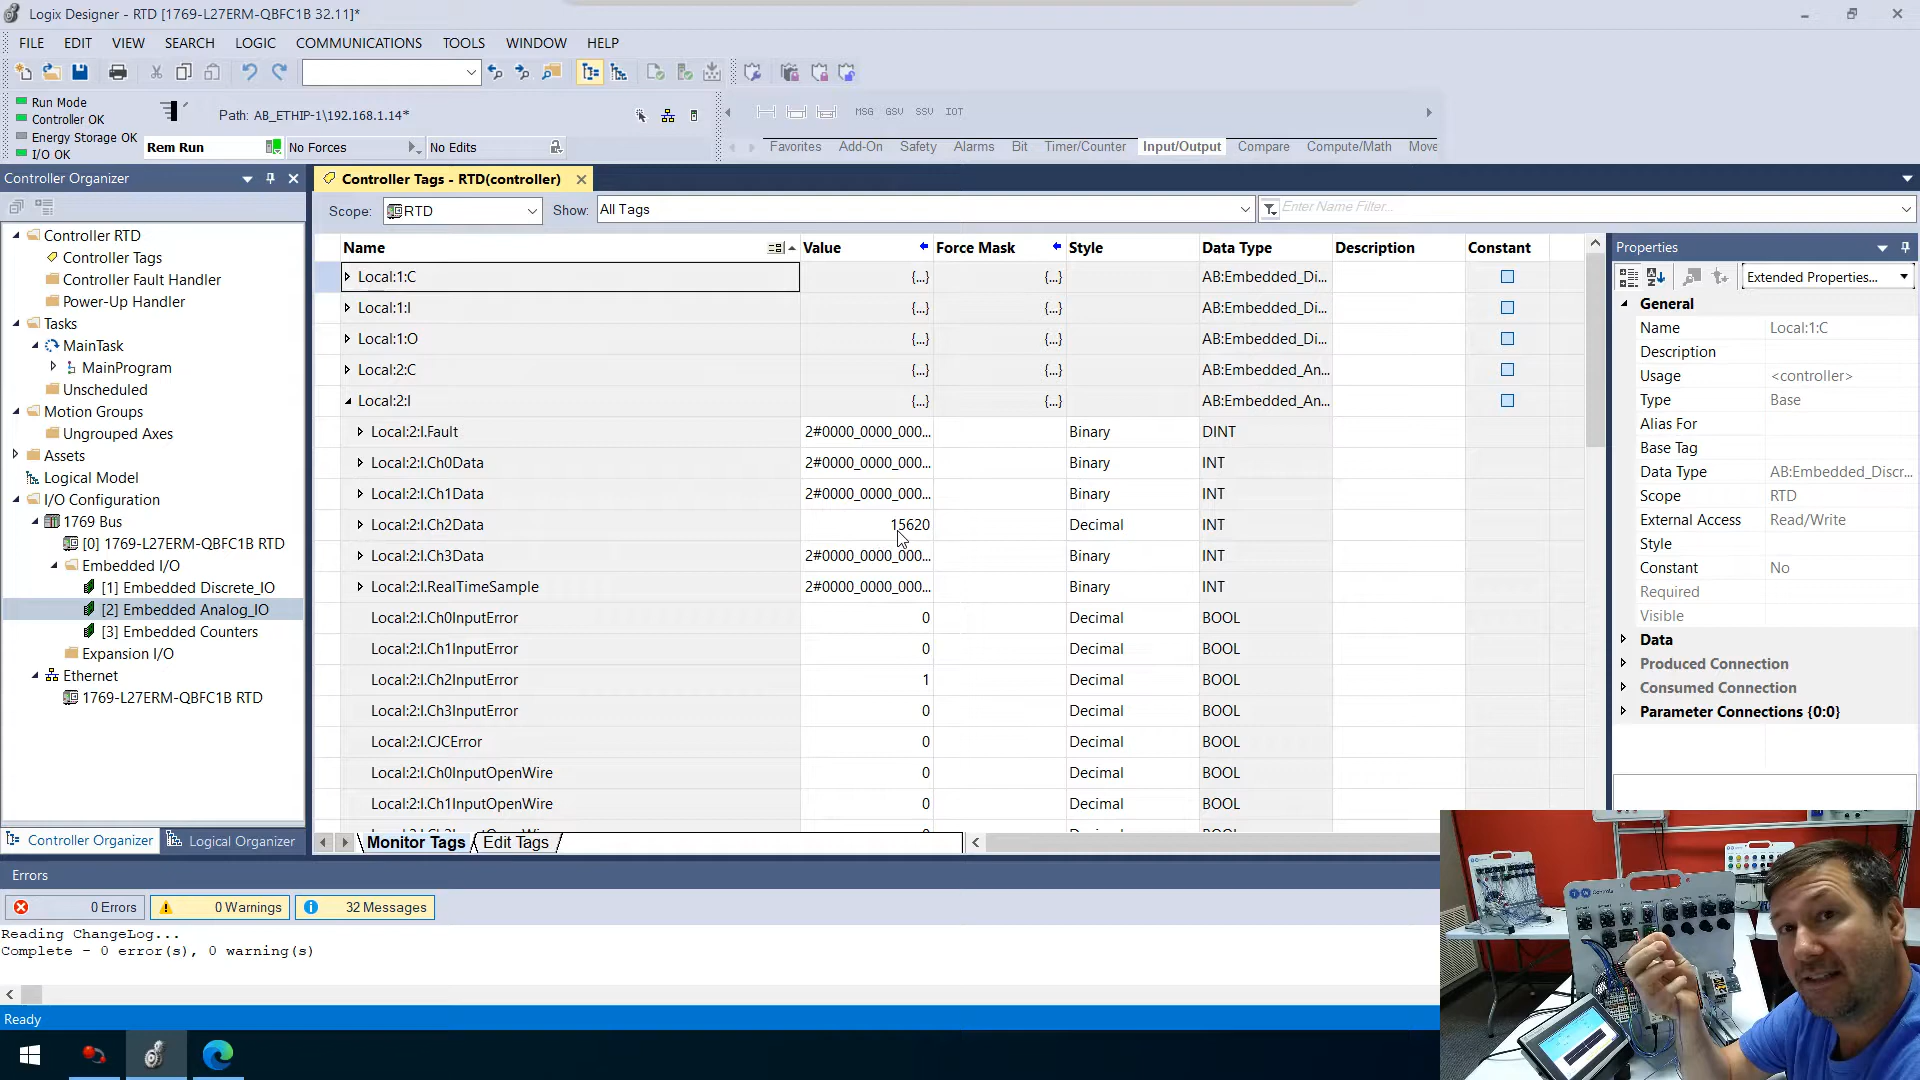 Logix Designer - RTD [1769-L27ERM-QBFC1B 32.11]*
FILE EDIT VIEW SEARCH LOGIC COMMUNICATIONS TOOLS WINDOW HELP
Run Mode
Controller OK
Energy Storage OK
I/O OK
Path: AB_ETHIP-1\192.168.1.14*
Rem Run No Forces No Edits
MSG GSV SSV IOT
Favorites Add-On Safety Alarms Bit Timer/Counter Input/Output Compare Compute/Math Move
Controller Organizer
Controller RTD
Controller Tags
Controller Fault Handler
Power-Up Handler
Tasks
MainTask
MainProgram
Unscheduled
Motion Groups
Ungrouped Axes
Assets
Logical Model
I/O Configuration
1769 Bus
[0] 1769-L27ERM-QBFC1B RTD
Embedded I/O
[1] Embedded Discrete_IO
[2] Embedded Analog_IO
[3] Embedded Counters
Expansion I/O
Ethernet
1769-L27ERM-QBFC1B RTD
Controller Organizer Logical Organizer
Controller Tags - RTD(controller)
Scope: RTD Show: All Tags Enter Name Filter...
Name Value Force Mask Style Data Type Description Constant
Local:1:C {...} {...} AB:Embedded_Di...
Local:1:I {...} {...} AB:Embedded_Di...
Local:1:O {...} {...} AB:Embedded_Di...
Local:2:C {...} {...} AB:Embedded_An...
Local:2:I {...} {...} AB:Embedded_An...
Local:2:I.Fault 2#0000_0000_000... Binary DINT
Local:2:I.Ch0Data 2#0000_0000_000... Binary INT
Local:2:I.Ch1Data 2#0000_0000_000... Binary INT
Local:2:I.Ch2Data 15620 Decimal INT
Local:2:I.Ch3Data 2#0000_0000_000... Binary INT
Local:2:I.RealTimeSample 2#0000_0000_000... Binary INT
Local:2:I.Ch0InputError 0 Decimal BOOL
Local:2:I.Ch1InputError 0 Decimal BOOL
Local:2:I.Ch2InputError 1 Decimal BOOL
Local:2:I.Ch3InputError 0 Decimal BOOL
Local:2:I.CJCError 0 Decimal BOOL
Local:2:I.Ch0InputOpenWire 0 Decimal BOOL
Local:2:I.Ch1InputOpenWire 0 Decimal BOOL
Monitor Tags Edit Tags
Properties
Extended Properties...
General
Name Local:1:C
Description
Usage <controller>
Type Base
Alias For
Base Tag
Data Type AB:Embedded_Discr...
Scope RTD
External Access Read/Write
Style
Constant No
Required
Visible
Data
Produced Connection
Consumed Connection
Parameter Connections {0:0}
Errors
0 Errors 0 Warnings 32 Messages
Reading ChangeLog...
Complete - 0 error(s), 0 warning(s)
Ready